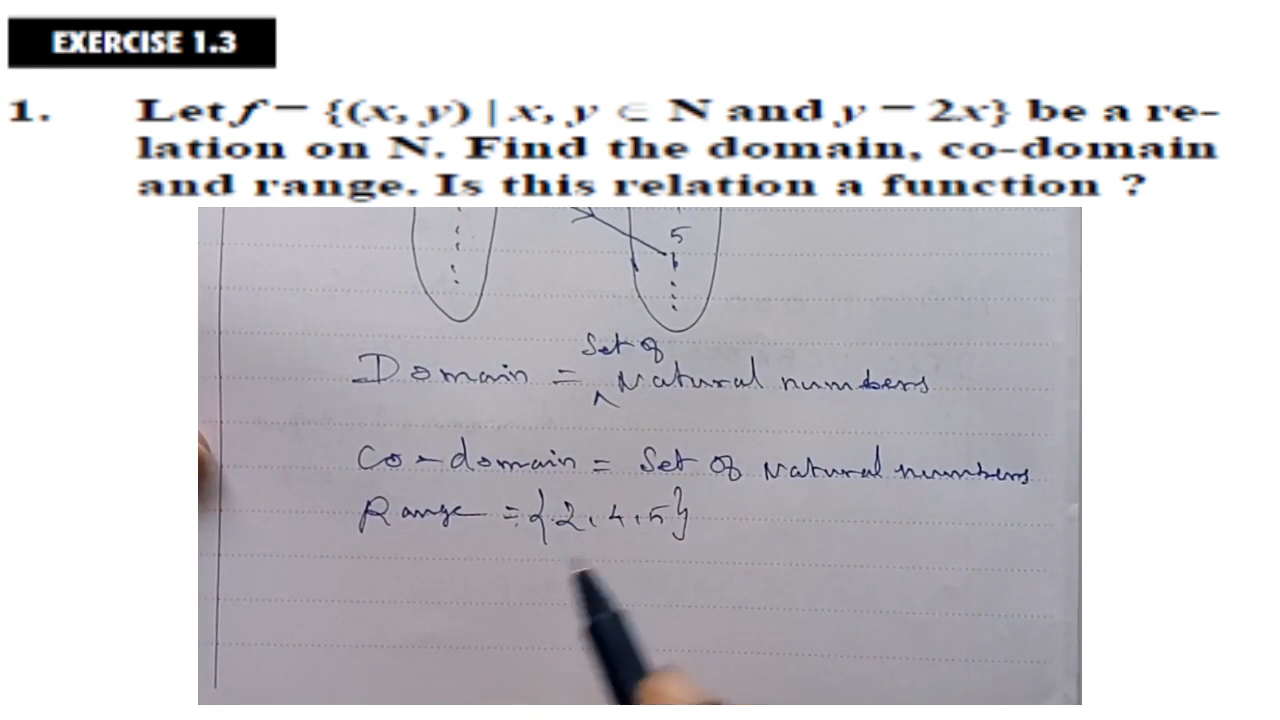 EXERCISE 1.3
1. Let f = {(x, y) | x, y ∈ N and y = 2x} be a re-
lation on N. Find the domain, co-domain
and range. Is this relation a function ?
5
Set of
Domain = ^ Natural numbers
Co-domain = Set of Natural numbers
Range = {2, 4, 5}